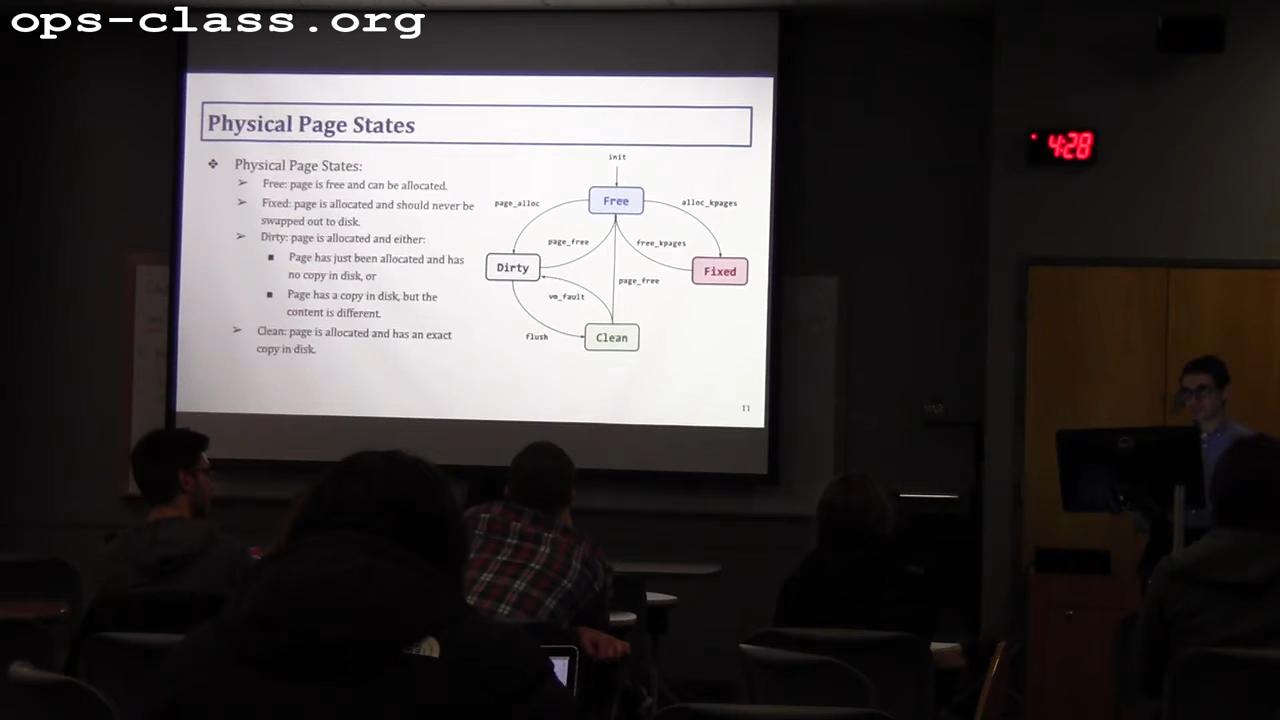 ops-class.org
Physical Page States
Physical Page States:
Free: page is free and can be allocated.
Fixed: page is allocated and should never be
swapped out to disk.
Dirty: page is allocated and either:
Page has just been allocated and has
no copy in disk, or
Page has a copy in disk, but the
content is different.
Clean: page is allocated and has an exact
copy in disk.
init
Free
page_alloc
alloc_kpages
page_free
free_kpages
Dirty
Fixed
page_free
vm_fault
flush
Clean
11
4:28